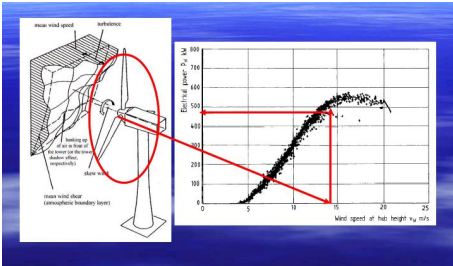 mean wind speed
turbulence
banking up
of air in front of
the tower (or the tower
shadow effect,
respectively)
skew wind
mean wind shear
(atmospheric boundary layer)
Electrical power P kW
800
700
600
500
400
300
200
100
0
0
5
10
15
20
25
Wind speed at hub height v m/s